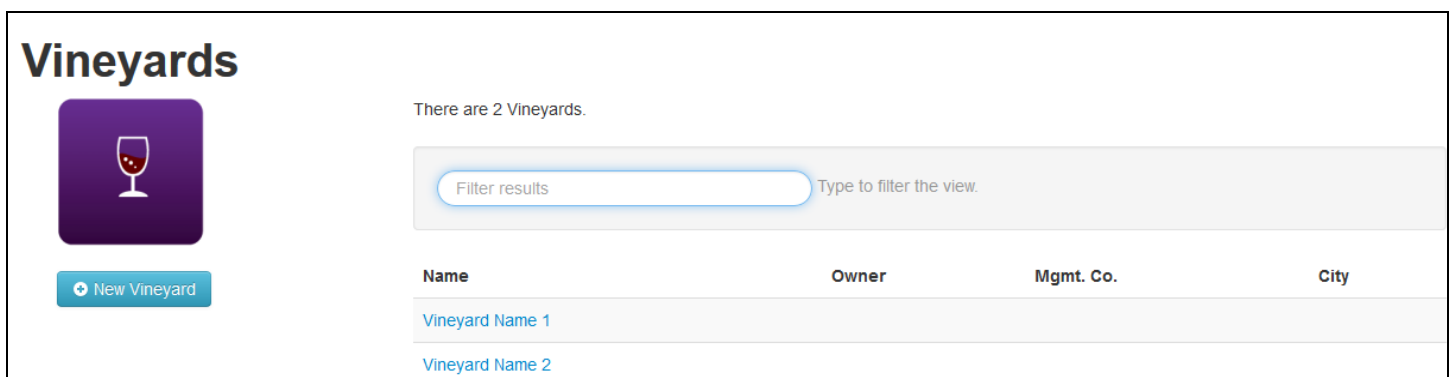 Vineyards
There are 2 Vineyards.
Filter results
Type to filter the view.
New Vineyard
Name Owner Mgmt. Co. City
Vineyard Name 1
Vineyard Name 2